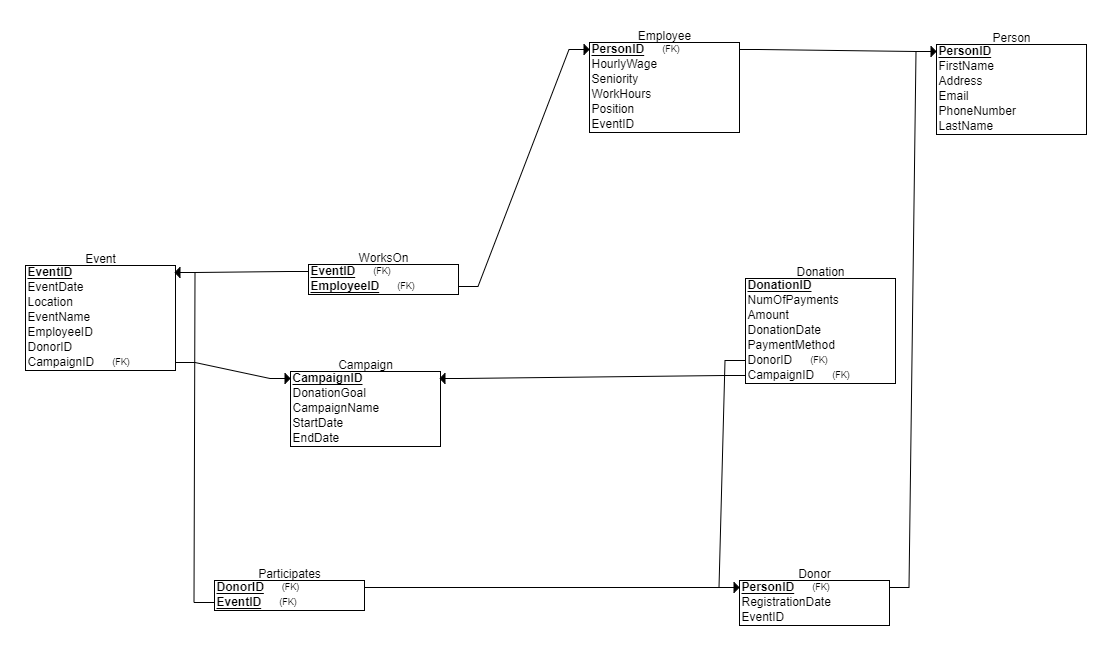 Employee
PersonID (FK)
HourlyWage
Seniority
WorkHours
Position
EventID
Person
PersonID
FirstName
Address
Email
PhoneNumber
LastName
Event
EventID
EventDate
Location
EventName
EmployeeID
DonorID
CampaignID (FK)
WorksOn
EventID (FK)
EmployeeID (FK)
Donation
DonationID
NumOfPayments
Amount
DonationDate
PaymentMethod
DonorID (FK)
CampaignID (FK)
Campaign
CampaignID
DonationGoal
CampaignName
StartDate
EndDate
Participates
DonorID (FK)
EventID (FK)
Donor
PersonID (FK)
RegistrationDate
EventID